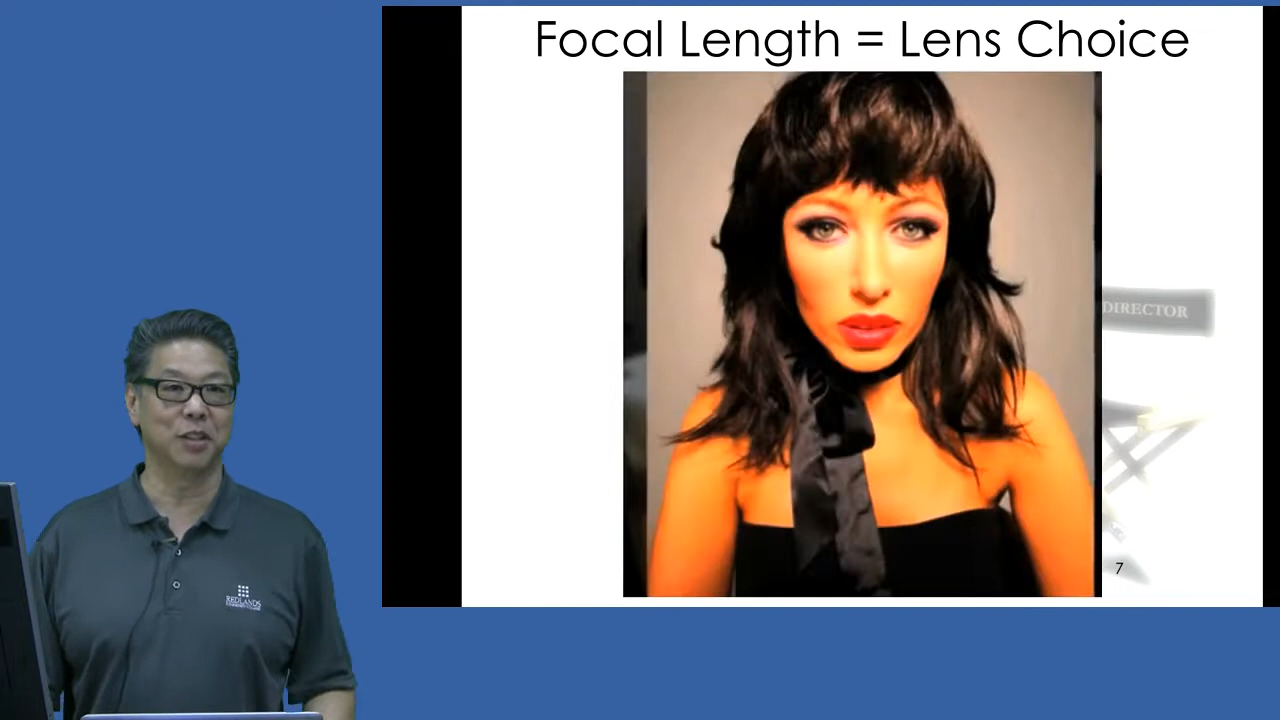 Focal Length = Lens Choice
DIRECTOR
7
REDLANDS